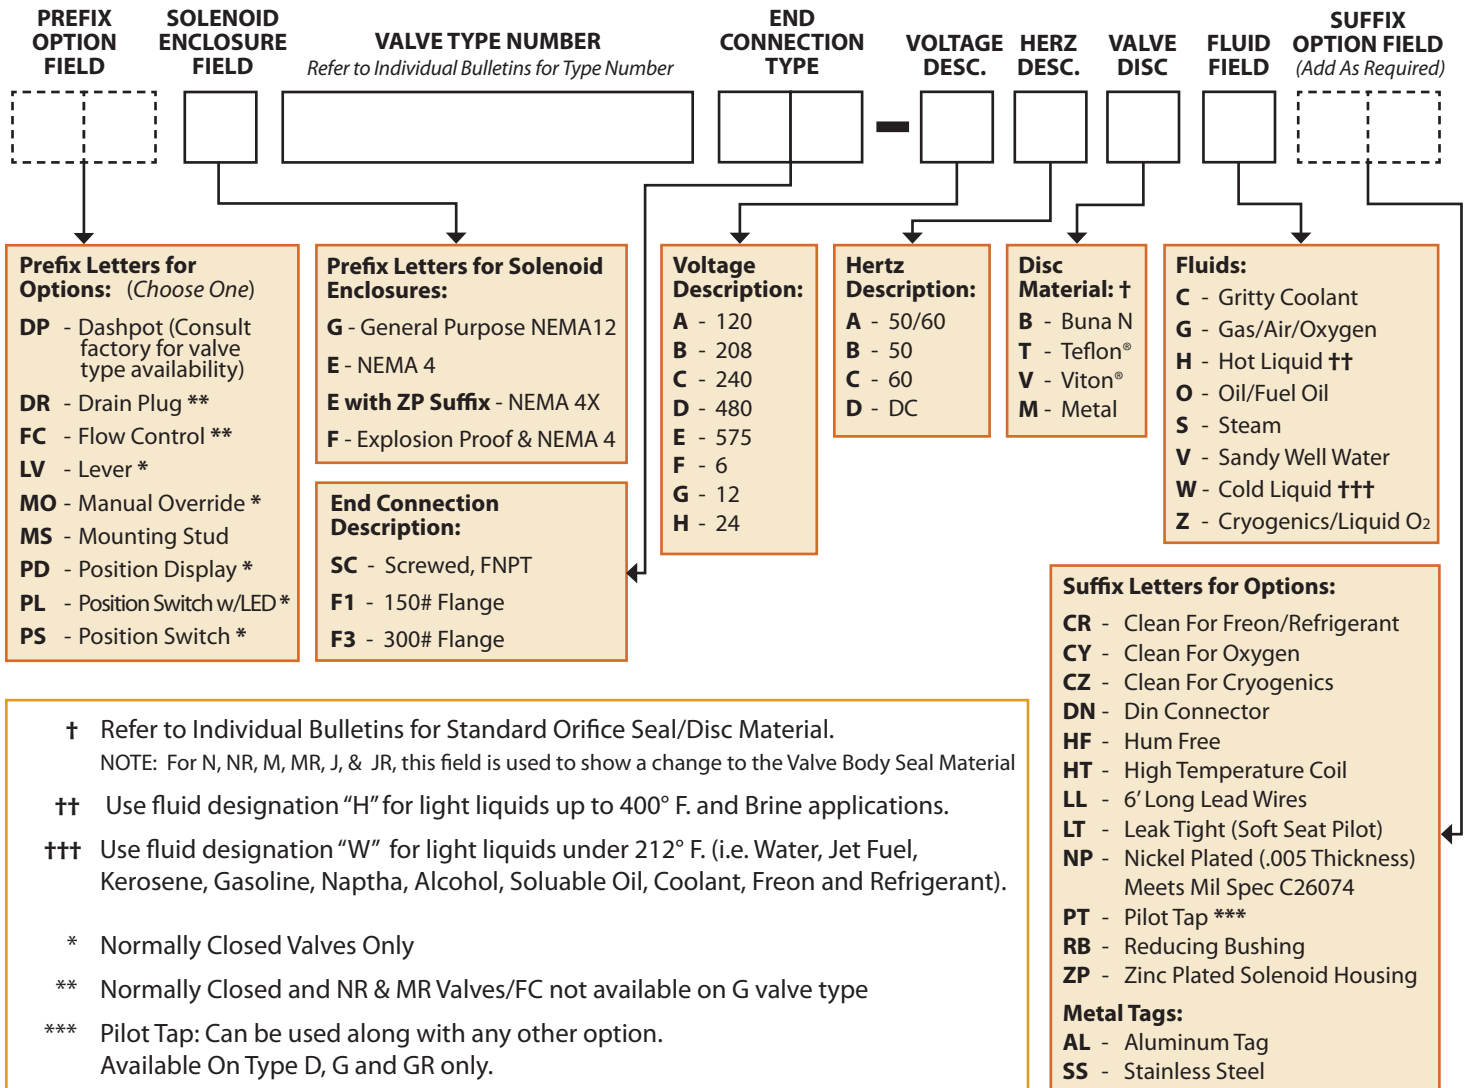 PREFIX
OPTION
FIELD
SOLENOID
ENCLOSURE
FIELD
VALVE TYPE NUMBER
Refer to Individual Bulletins for Type Number
END
CONNECTION
TYPE
VOLTAGE
DESC.
HERZ
DESC.
VALVE
DISC
FLUID
FIELD
SUFFIX
OPTION FIELD
(Add As Required)
Prefix Letters for
Options: (Choose One)
DP - Dashpot (Consult
factory for valve
type availability)
DR - Drain Plug **
FC - Flow Control **
LV - Lever *
MO - Manual Override *
MS - Mounting Stud
PD - Position Display *
PL - Position Switch w/LED *
PS - Position Switch *
Prefix Letters for Solenoid
Enclosures:
G - General Purpose NEMA12
E - NEMA 4
E with ZP Suffix - NEMA 4X
F - Explosion Proof & NEMA 4
End Connection
Description:
SC - Screwed, FNPT
F1 - 150# Flange
F3 - 300# Flange
Voltage
Description:
A - 120
B - 208
C - 240
D - 480
E - 575
F - 6
G - 12
H - 24
Hertz
Description:
A - 50/60
B - 50
C - 60
D - DC
Disc
Material: †
B - Buna N
T - Teflon®
V - Viton®
M - Metal
Fluids:
C - Gritty Coolant
G - Gas/Air/Oxygen
H - Hot Liquid ††
O - Oil/Fuel Oil
S - Steam
V - Sandy Well Water
W - Cold Liquid †††
Z - Cryogenics/Liquid O2
Suffix Letters for Options:
CR - Clean For Freon/Refrigerant
CY - Clean For Oxygen
CZ - Clean For Cryogenics
DN - Din Connector
HF - Hum Free
HT - High Temperature Coil
LL - 6' Long Lead Wires
LT - Leak Tight (Soft Seat Pilot)
NP - Nickel Plated (.005 Thickness)
Meets Mil Spec C26074
PT - Pilot Tap ***
RB - Reducing Bushing
ZP - Zinc Plated Solenoid Housing
Metal Tags:
AL - Aluminum Tag
SS - Stainless Steel
† Refer to Individual Bulletins for Standard Orifice Seal/Disc Material.
NOTE: For N, NR, M, MR, J, & JR, this field is used to show a change to the Valve Body Seal Material
†† Use fluid designation "H" for light liquids up to 400° F. and Brine applications.
††† Use fluid designation "W" for light liquids under 212° F. (i.e. Water, Jet Fuel,
Kerosene, Gasoline, Naptha, Alcohol, Soluable Oil, Coolant, Freon and Refrigerant).
* Normally Closed Valves Only
** Normally Closed and NR & MR Valves/FC not available on G valve type
*** Pilot Tap: Can be used along with any other option.
Available On Type D, G and GR only.